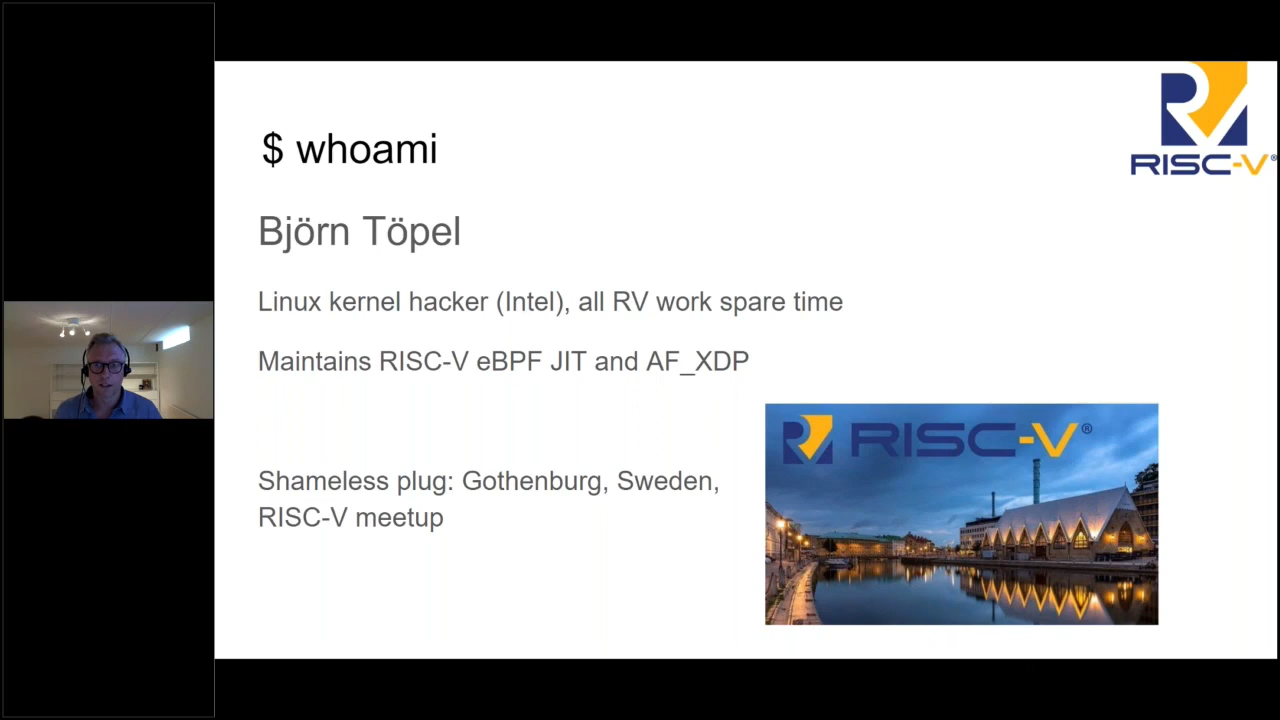 $ whoami
RISC-V®
Björn Töpel
Linux kernel hacker (Intel), all RV work spare time
Maintains RISC-V eBPF JIT and AF_XDP
RISC-V®
Shameless plug: Gothenburg, Sweden,
RISC-V meetup